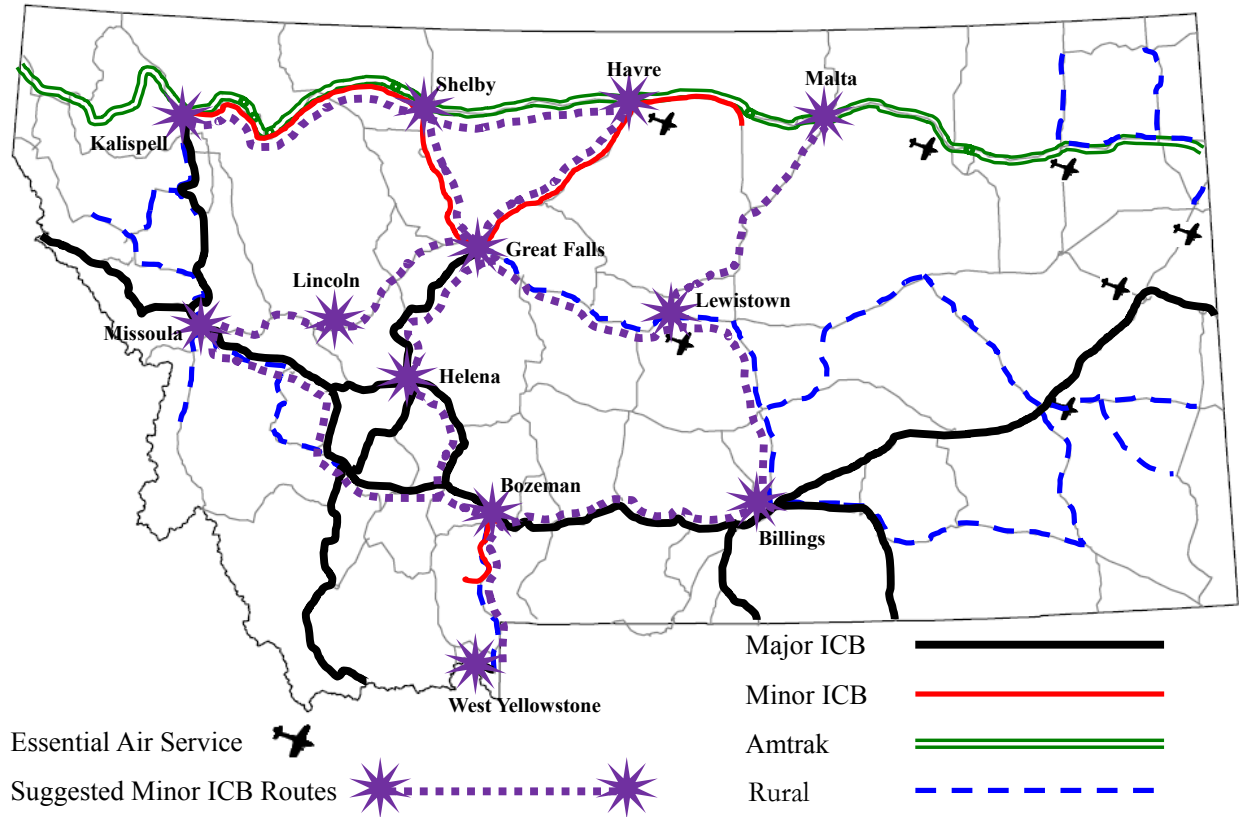 Shelby
Havre
Malta
Kalispell
Great Falls
Lincoln
Lewistown
Missoula
Helena
Bozeman
Billings
West Yellowstone
Major ICB
Minor ICB
Essential Air Service
Amtrak
Suggested Minor ICB Routes
Rural